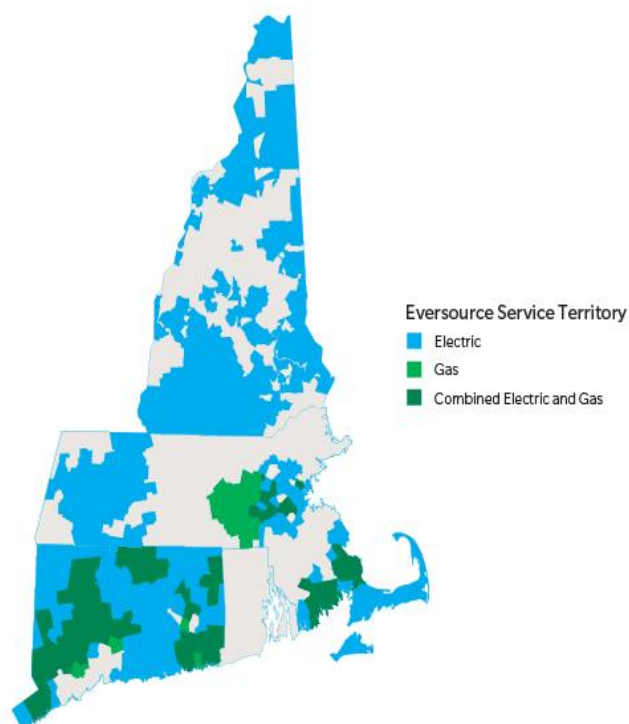 Eversource Service Territory
Electric
Gas
Combined Electric and Gas